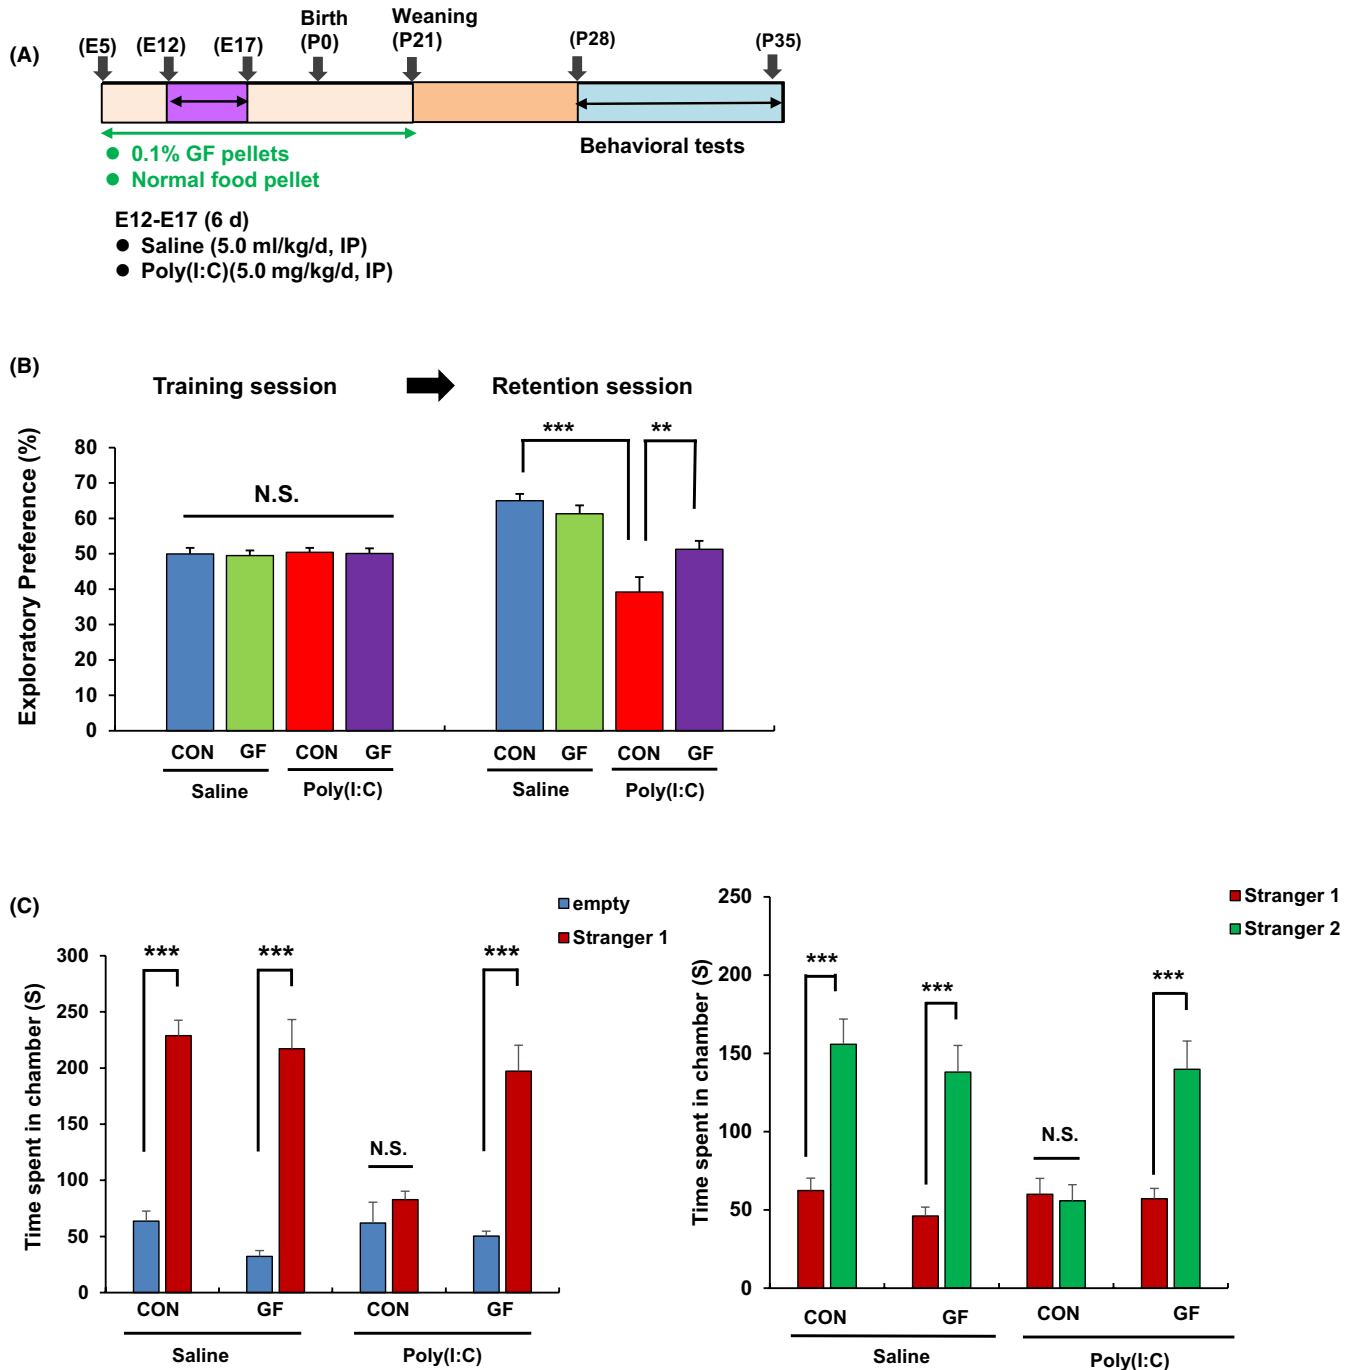 (A)
(E5) (E12) (E17) Birth (P0) Weaning (P21) (P28) (P35)
Behavioral tests
● 0.1% GF pellets
● Normal food pellet
E12-E17 (6 d)
● Saline (5.0 ml/kg/d, IP)
● Poly(I:C)(5.0 mg/kg/d, IP)
(B)
Training session Retention session
Exploratory Preference (%)
80
70
60
50
40
30
20
10
0
N.S.
*** **
CON GF CON GF CON GF CON GF
Saline Poly(I:C) Saline Poly(I:C)
(C)
empty
Stranger 1
Time spent in chamber (S)
300
250
200
150
100
50
0
*** *** N.S. ***
CON GF CON GF
Saline Poly(I:C)
Stranger 1
Stranger 2
Time spent in chamber (S)
250
200
150
100
50
0
*** *** N.S. ***
CON GF CON GF
Saline Poly(I:C)